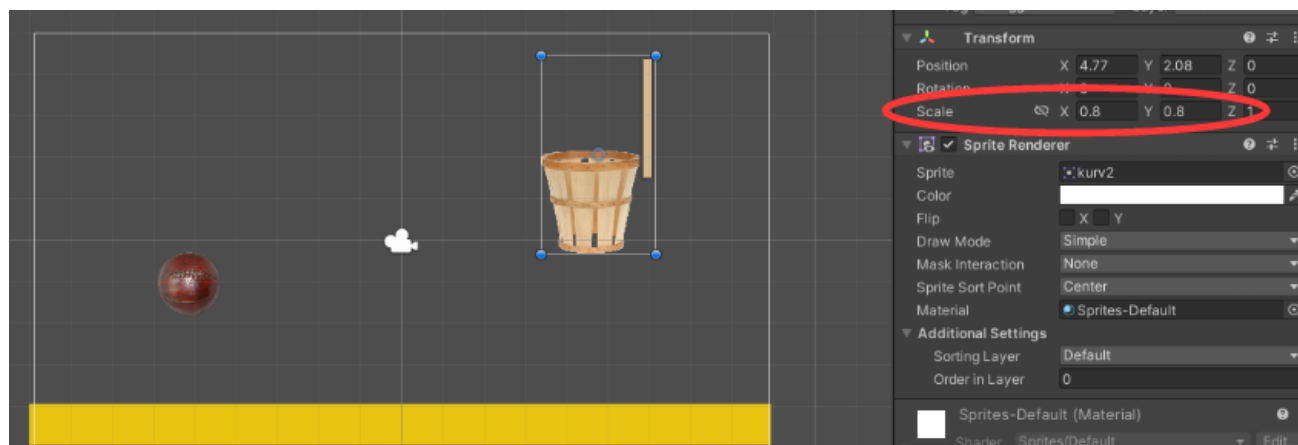 Transform
Position X 4.77 Y 2.08 Z 0
Rotation Z 0
Scale X 0.8 Y 0.8 Z 1
Sprite Renderer
Sprite kurv2
Color
Flip X Y
Draw Mode Simple
Mask Interaction None
Sprite Sort Point Center
Material Sprites-Default
Additional Settings
Sorting Layer Default
Order in Layer 0
Sprites-Default (Material)
Shader Sprites/Default Edit